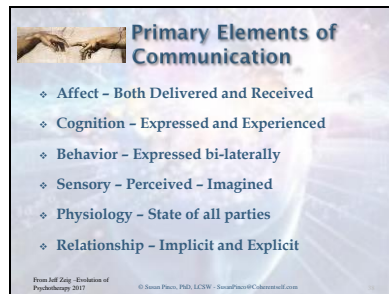 Primary Elements of
Communication
❖ Affect – Both Delivered and Received
❖ Cognition – Expressed and Experienced
❖ Behavior – Expressed bi-laterally
❖ Sensory – Perceived – Imagined
❖ Physiology – State of all parties
❖ Relationship – Implicit and Explicit
From Jeff Zeig –Evolution of
Psychotherapy 2017
© Susan Pinco, PhD, LCSW - SusanPinco@Coherentself.com